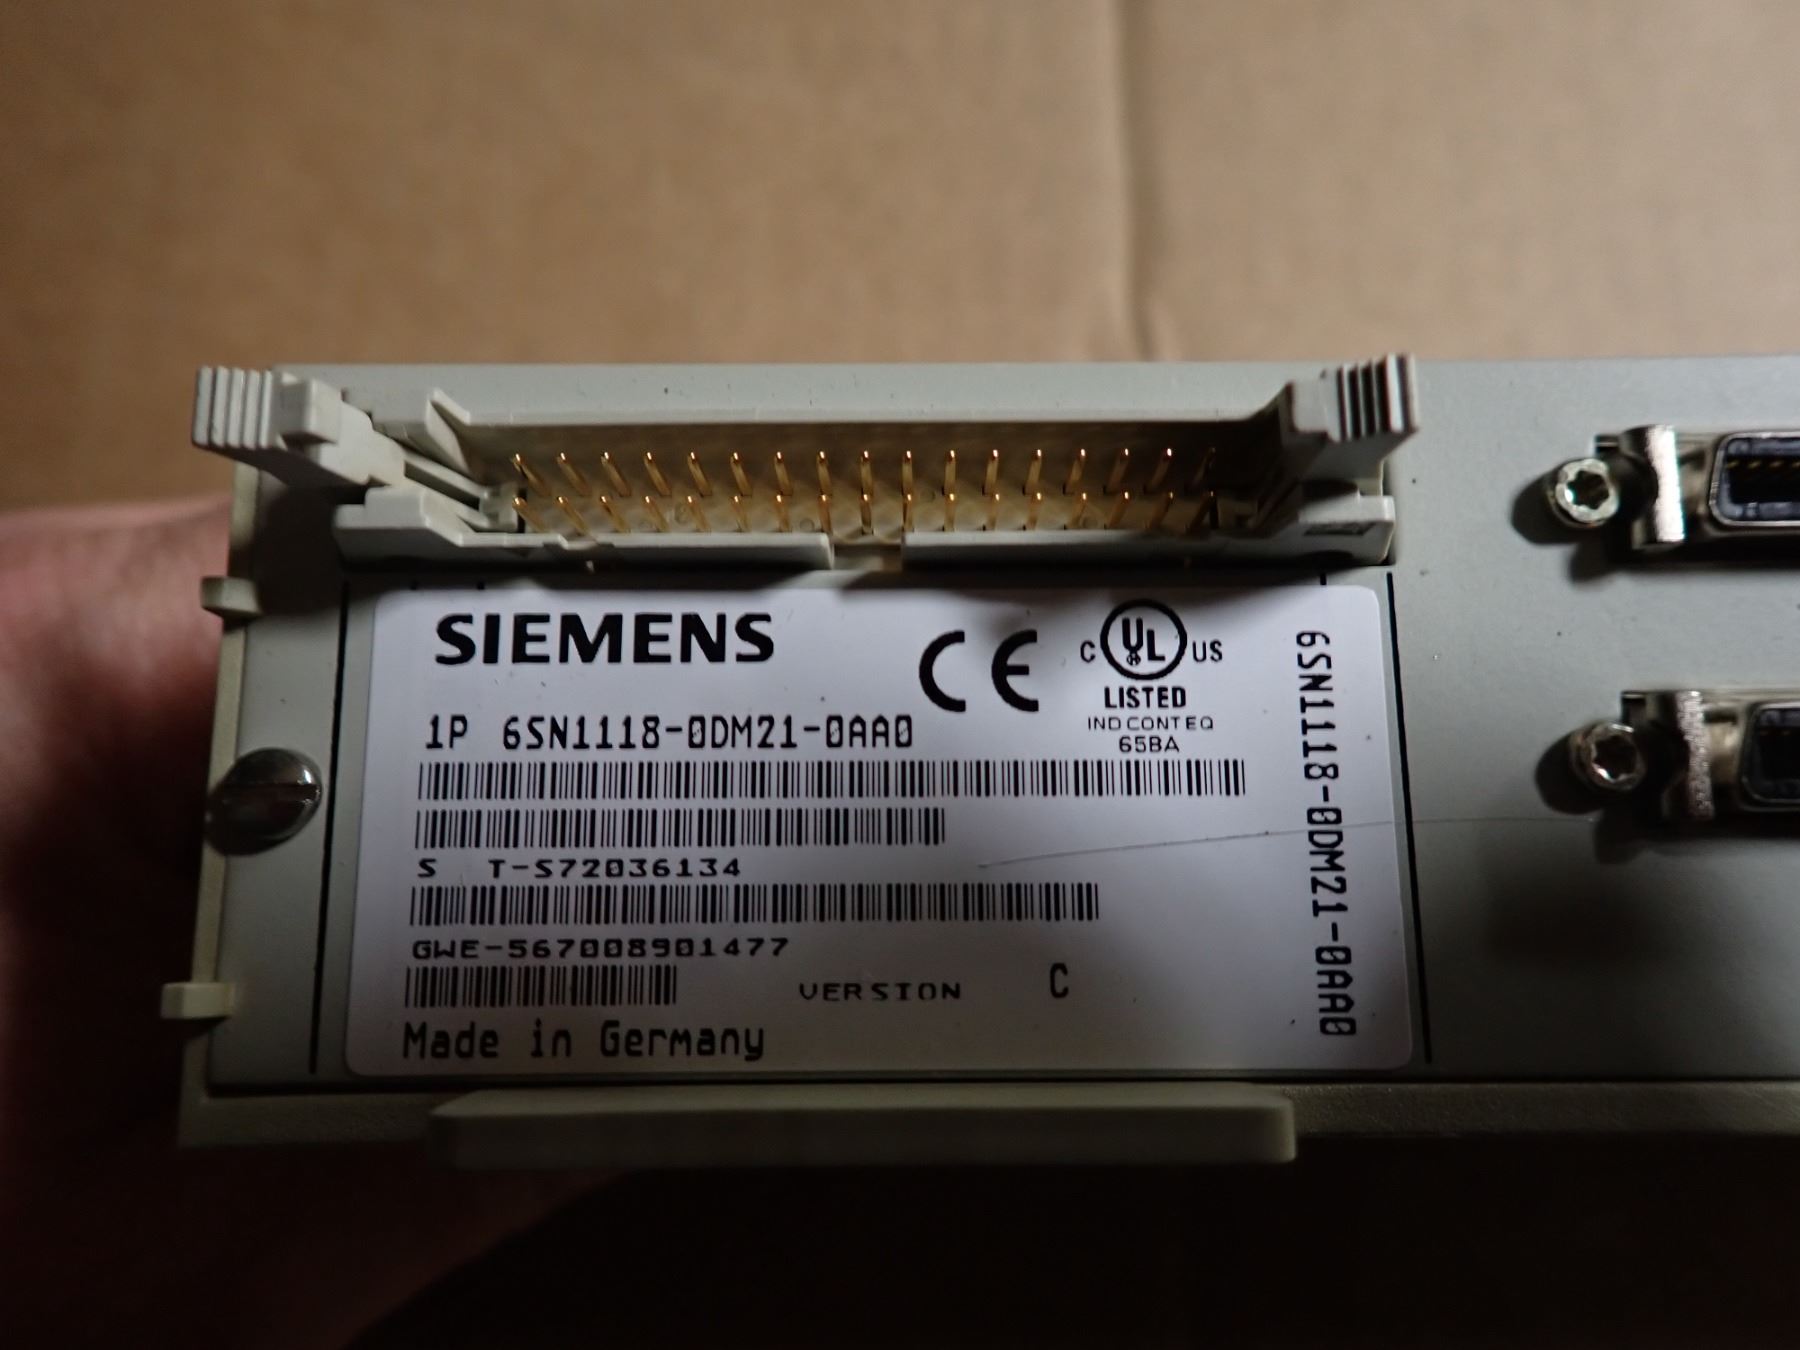 SIEMENS
CE
C UL US
LISTED
IND CONT EQ
65BA
1P 6SN1118-0DM21-0AA0
S T-S72036134
GWE-567008901477
VERSION C
Made in Germany
6SN1118-0DM21-0AA0